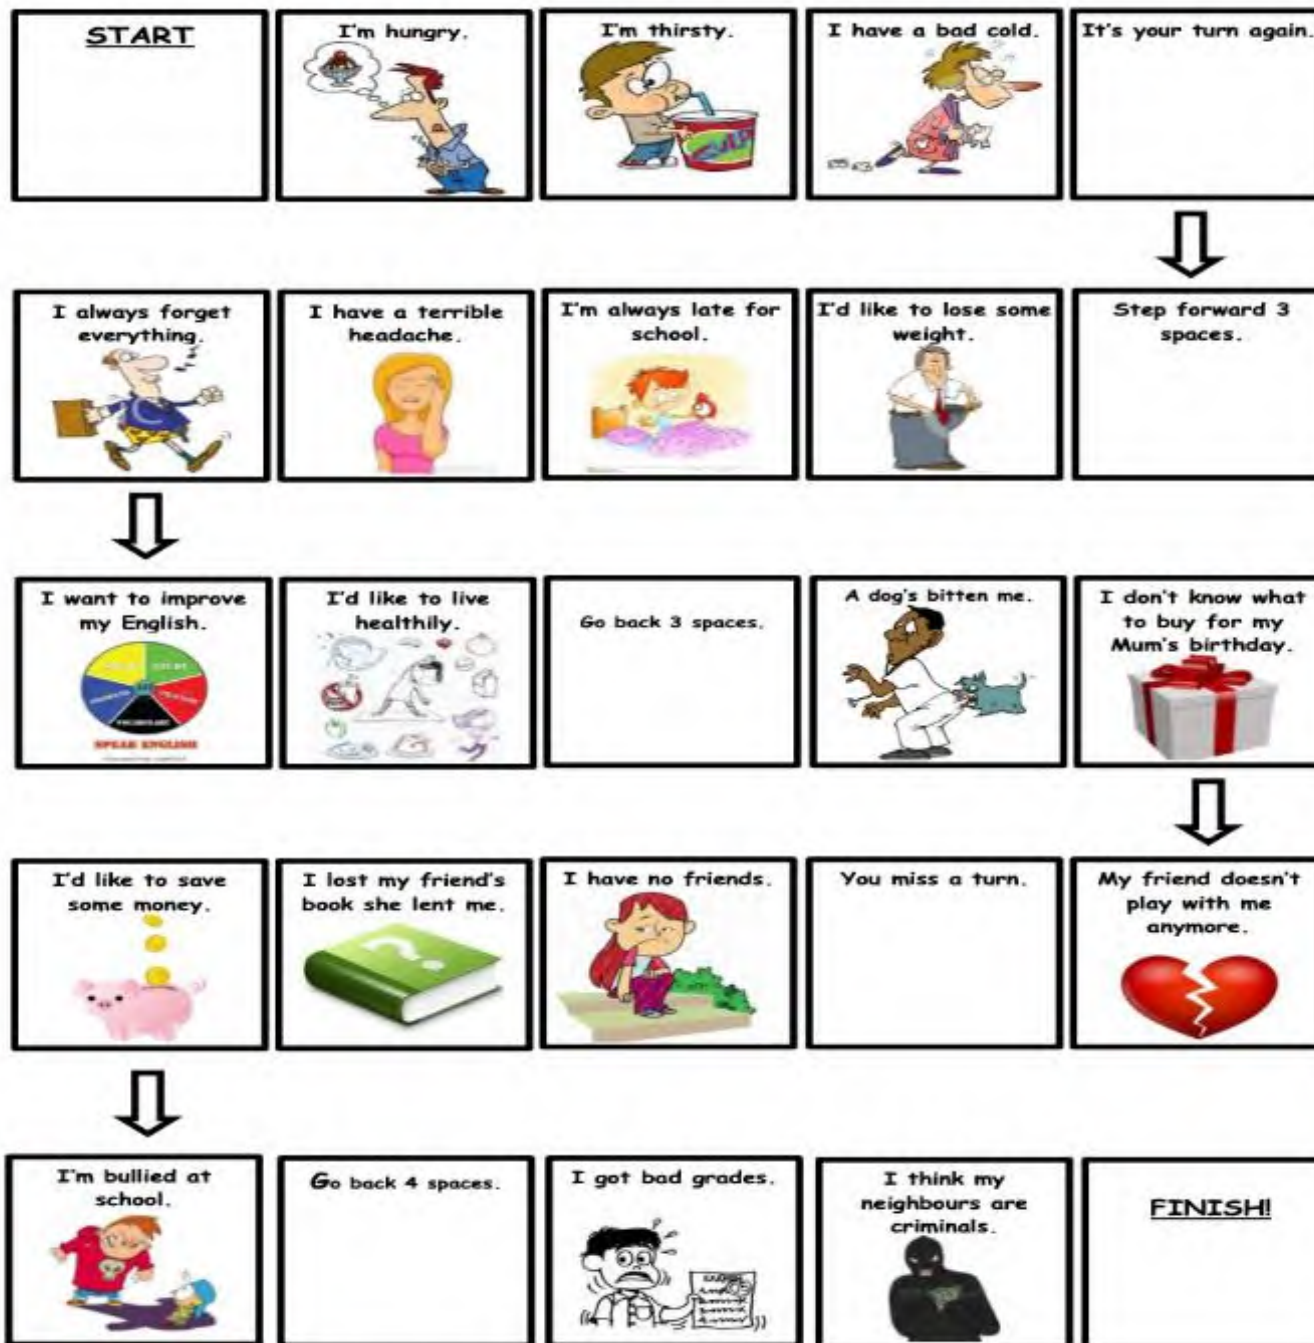 START
I'm hungry.
I'm thirsty.
I have a bad cold.
It's your turn again.
I always forget
everything.
I have a terrible
headache.
I'm always late for
school.
I'd like to lose some
weight.
Step forward 3
spaces.
I want to improve
my English.
VOCABULARY
SPEAK ENGLISH
I'd like to live
healthily.
Go back 3 spaces.
A dog's bitten me.
I don't know what
to buy for my
Mum's birthday.
I'd like to save
some money.
I lost my friend's
book she lent me.
?
I have no friends.
You miss a turn.
My friend doesn't
play with me
anymore.
I'm bullied at
school.
Go back 4 spaces.
I got bad grades.
I think my
neighbours are
criminals.
FINISH!